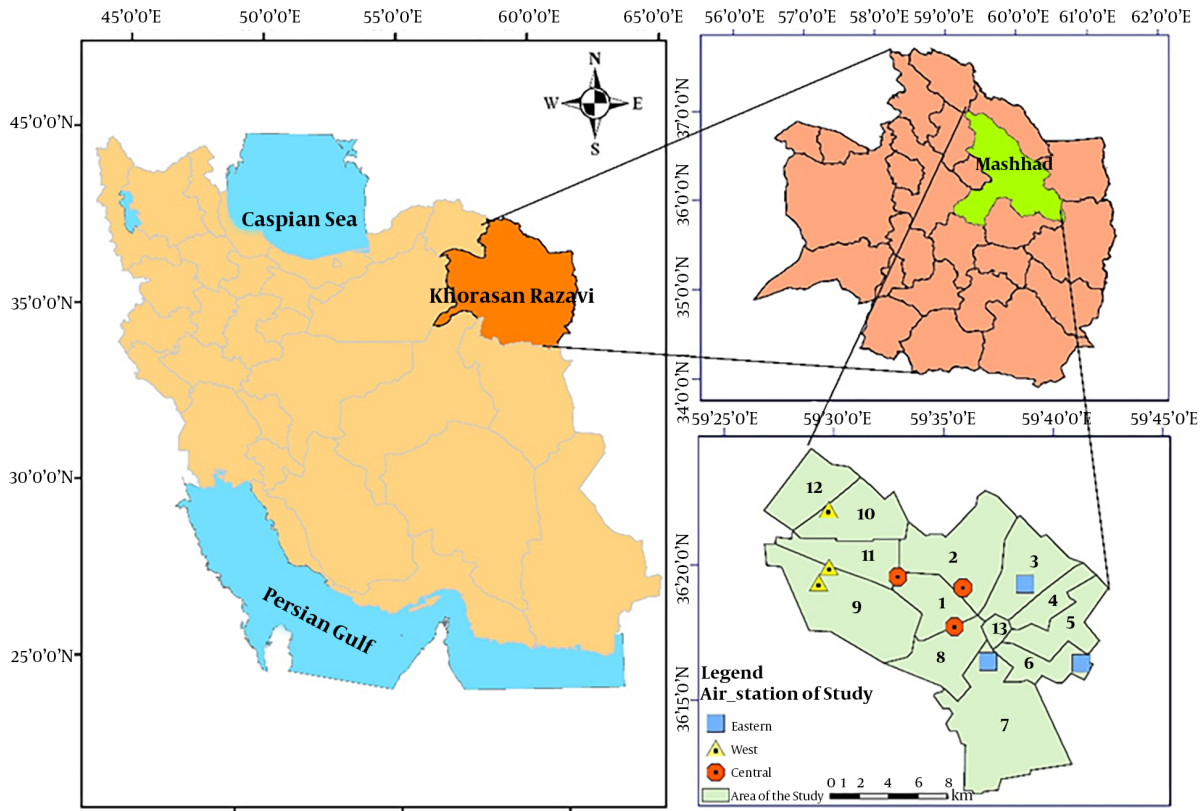 45°0'0"E 50°0'0"E 55°0'0"E 60°0'0"E 65°0'0"E
45°0'0"N
35°0'0"N
30°0'0"N
25°0'0"N
N
W E
S
Caspian Sea
Khorasan Razavi
Persian Gulf
56°0'0"E 57°0'0"E 58°0'0"E 59°0'0"E 60°0'0"E 61°0'0"E 62°0'0"E
37°0'0"N
36°0'0"N
35°0'0"N
34°0'0"N
Mashhad
59°25'0"E 59°30'0"E 59°35'0"E 59°40'0"E 59°45'0"E
36°20'0"N
36°15'0"N
12
10
11
2
3
9
1
4
13
5
8
6
7
Legend
Air_station of Study
Eastern
West
Central
Area of the Study
0 1 2 4 6 8
km